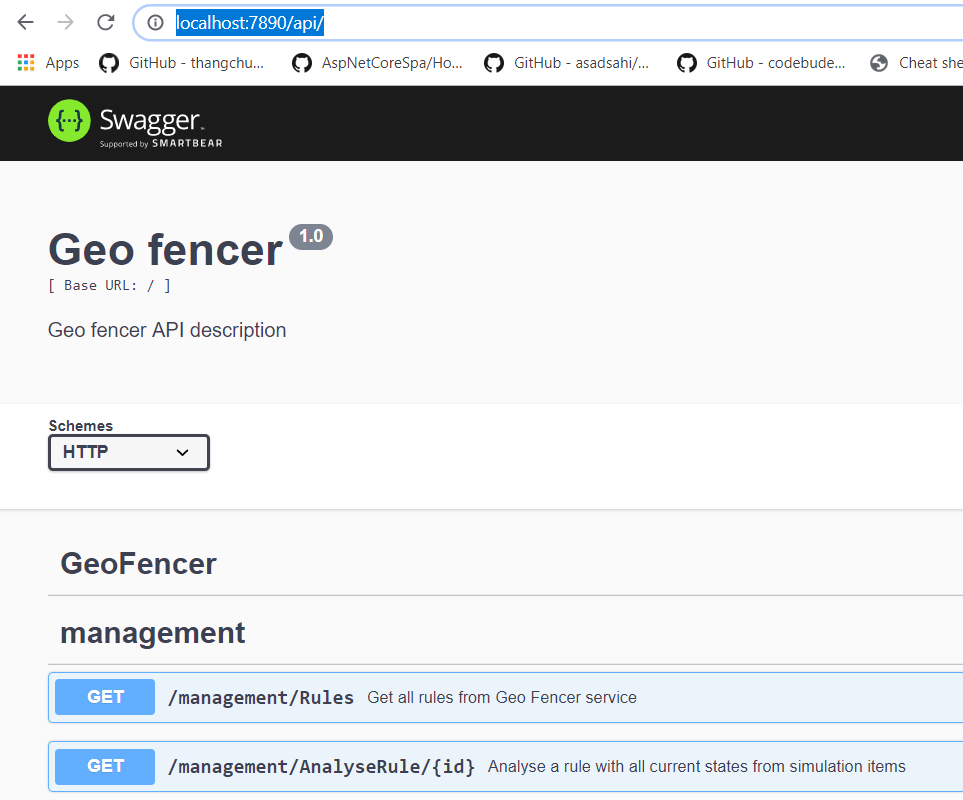 localhost:7890/api/
Apps GitHub - thangchu... AspNetCoreSpa/Ho... GitHub - asadsahi/... GitHub - codebude... Cheat she
{···} Swagger™
Supported by SMARTBEAR
Geo fencer 1.0
[ Base URL: / ]
Geo fencer API description
Schemes
HTTP
GeoFencer
management
GET /management/Rules Get all rules from Geo Fencer service
GET /management/AnalyseRule/{id} Analyse a rule with all current states from simulation items